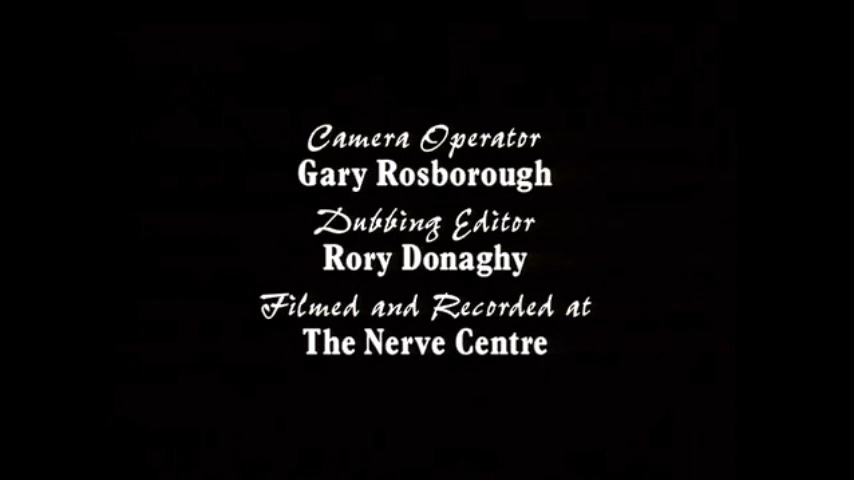 Camera Operator
Gary Rosborough
Dubbing Editor
Rory Donaghy
Filmed and Recorded at
The Nerve Centre